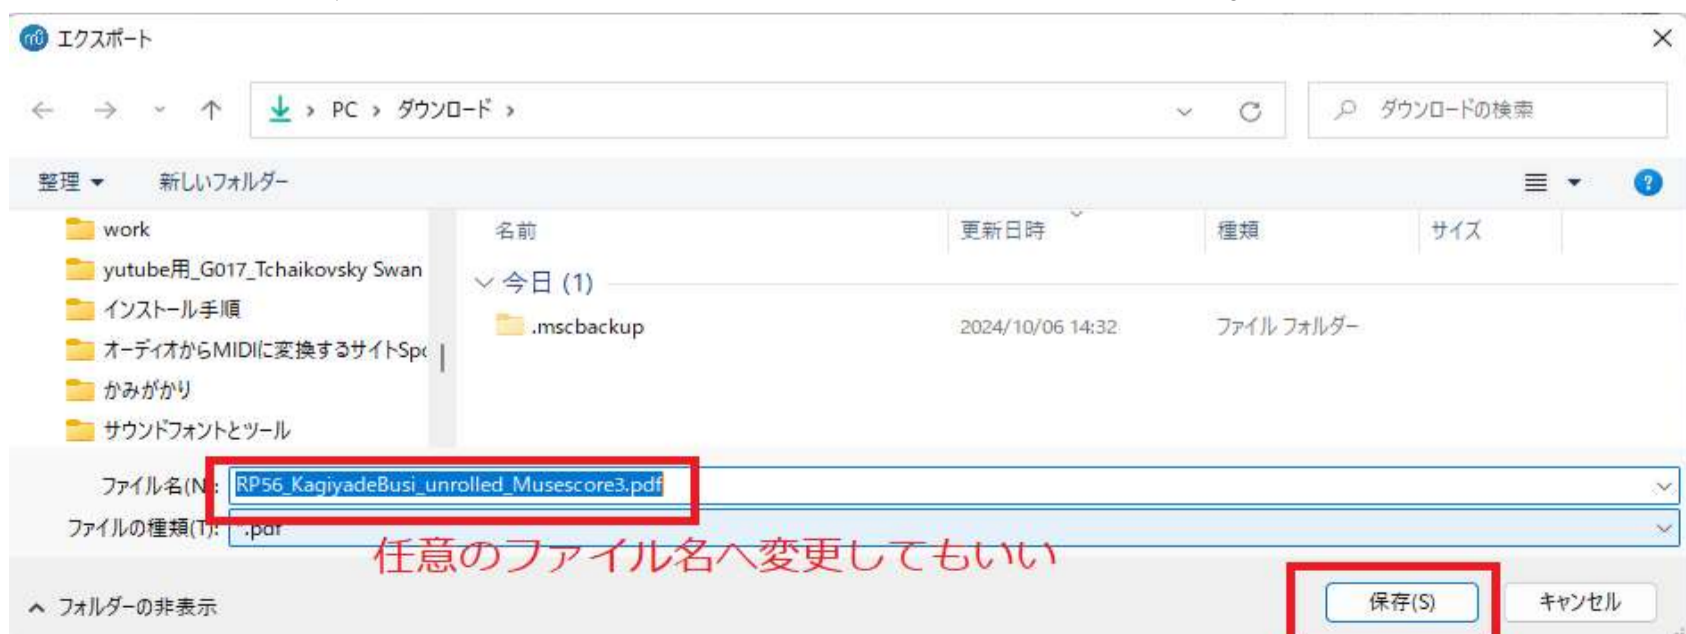 エクスポート
PC › ダウンロード ›
ダウンロードの検索
整理 新しいフォルダー
work
yutube用_G017_Tchaikovsky Swan
インストール手順
オーディオからMIDIに変換するサイトSpo
かみがかり
サウンドフォントとツール
名前 更新日時 種類 サイズ
今日 (1)
.mscbackup 2024/10/06 14:32 ファイル フォルダー
ファイル名(N): RP56_KagiyadeBusi_unrolled_Musescore3.pdf
ファイルの種類(T): *.pdf
任意のファイル名へ変更してもいい
フォルダーの非表示
保存(S) キャンセル